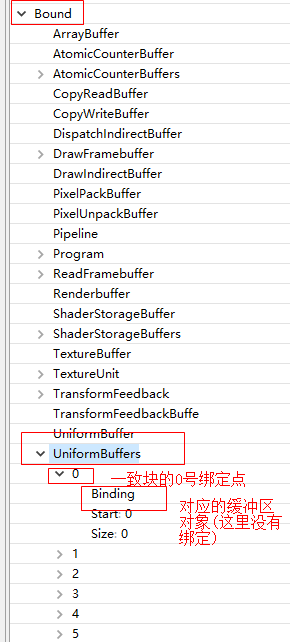 Bound
ArrayBuffer
AtomicCounterBuffer
AtomicCounterBuffers
CopyReadBuffer
CopyWriteBuffer
DispatchIndirectBuffer
DrawFramebuffer
DrawIndirectBuffer
PixelPackBuffer
PixelUnpackBuffer
Pipeline
Program
ReadFramebuffer
Renderbuffer
ShaderStorageBuffer
ShaderStorageBuffers
TextureBuffer
TextureUnit
TransformFeedback
TransformFeedbackBuffe
UniformBuffer
UniformBuffers
0 一致块的0号绑定点
Binding 对应的缓冲区
Start: 0 对象(这里没有
Size: 0 绑定)
1
2
3
4
5